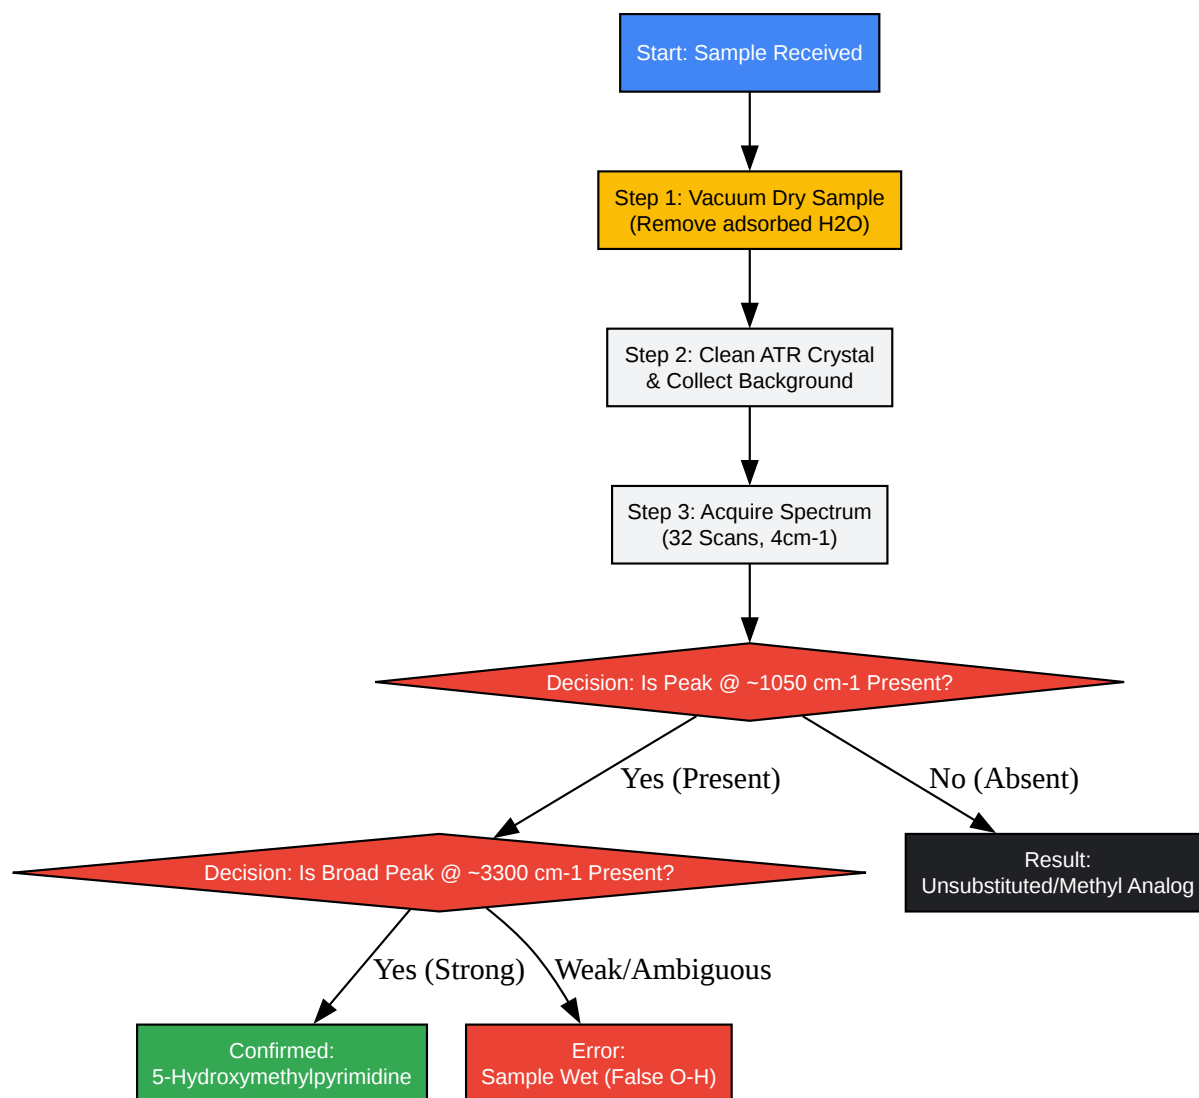 Start: Sample Received
Step 1: Vacuum Dry Sample
(Remove adsorbed H2O)
Step 2: Clean ATR Crystal
& Collect Background
Step 3: Acquire Spectrum
(32 Scans, 4cm-1)
Decision: Is Peak @ ~1050 cm-1 Present?
Yes (Present)
No (Absent)
Decision: Is Broad Peak @ ~3300 cm-1 Present?
Result:
Unsubstituted/Methyl Analog
Yes (Strong)
Weak/Ambiguous
Confirmed:
5-Hydroxymethylpyrimidine
Error:
Sample Wet (False O-H)